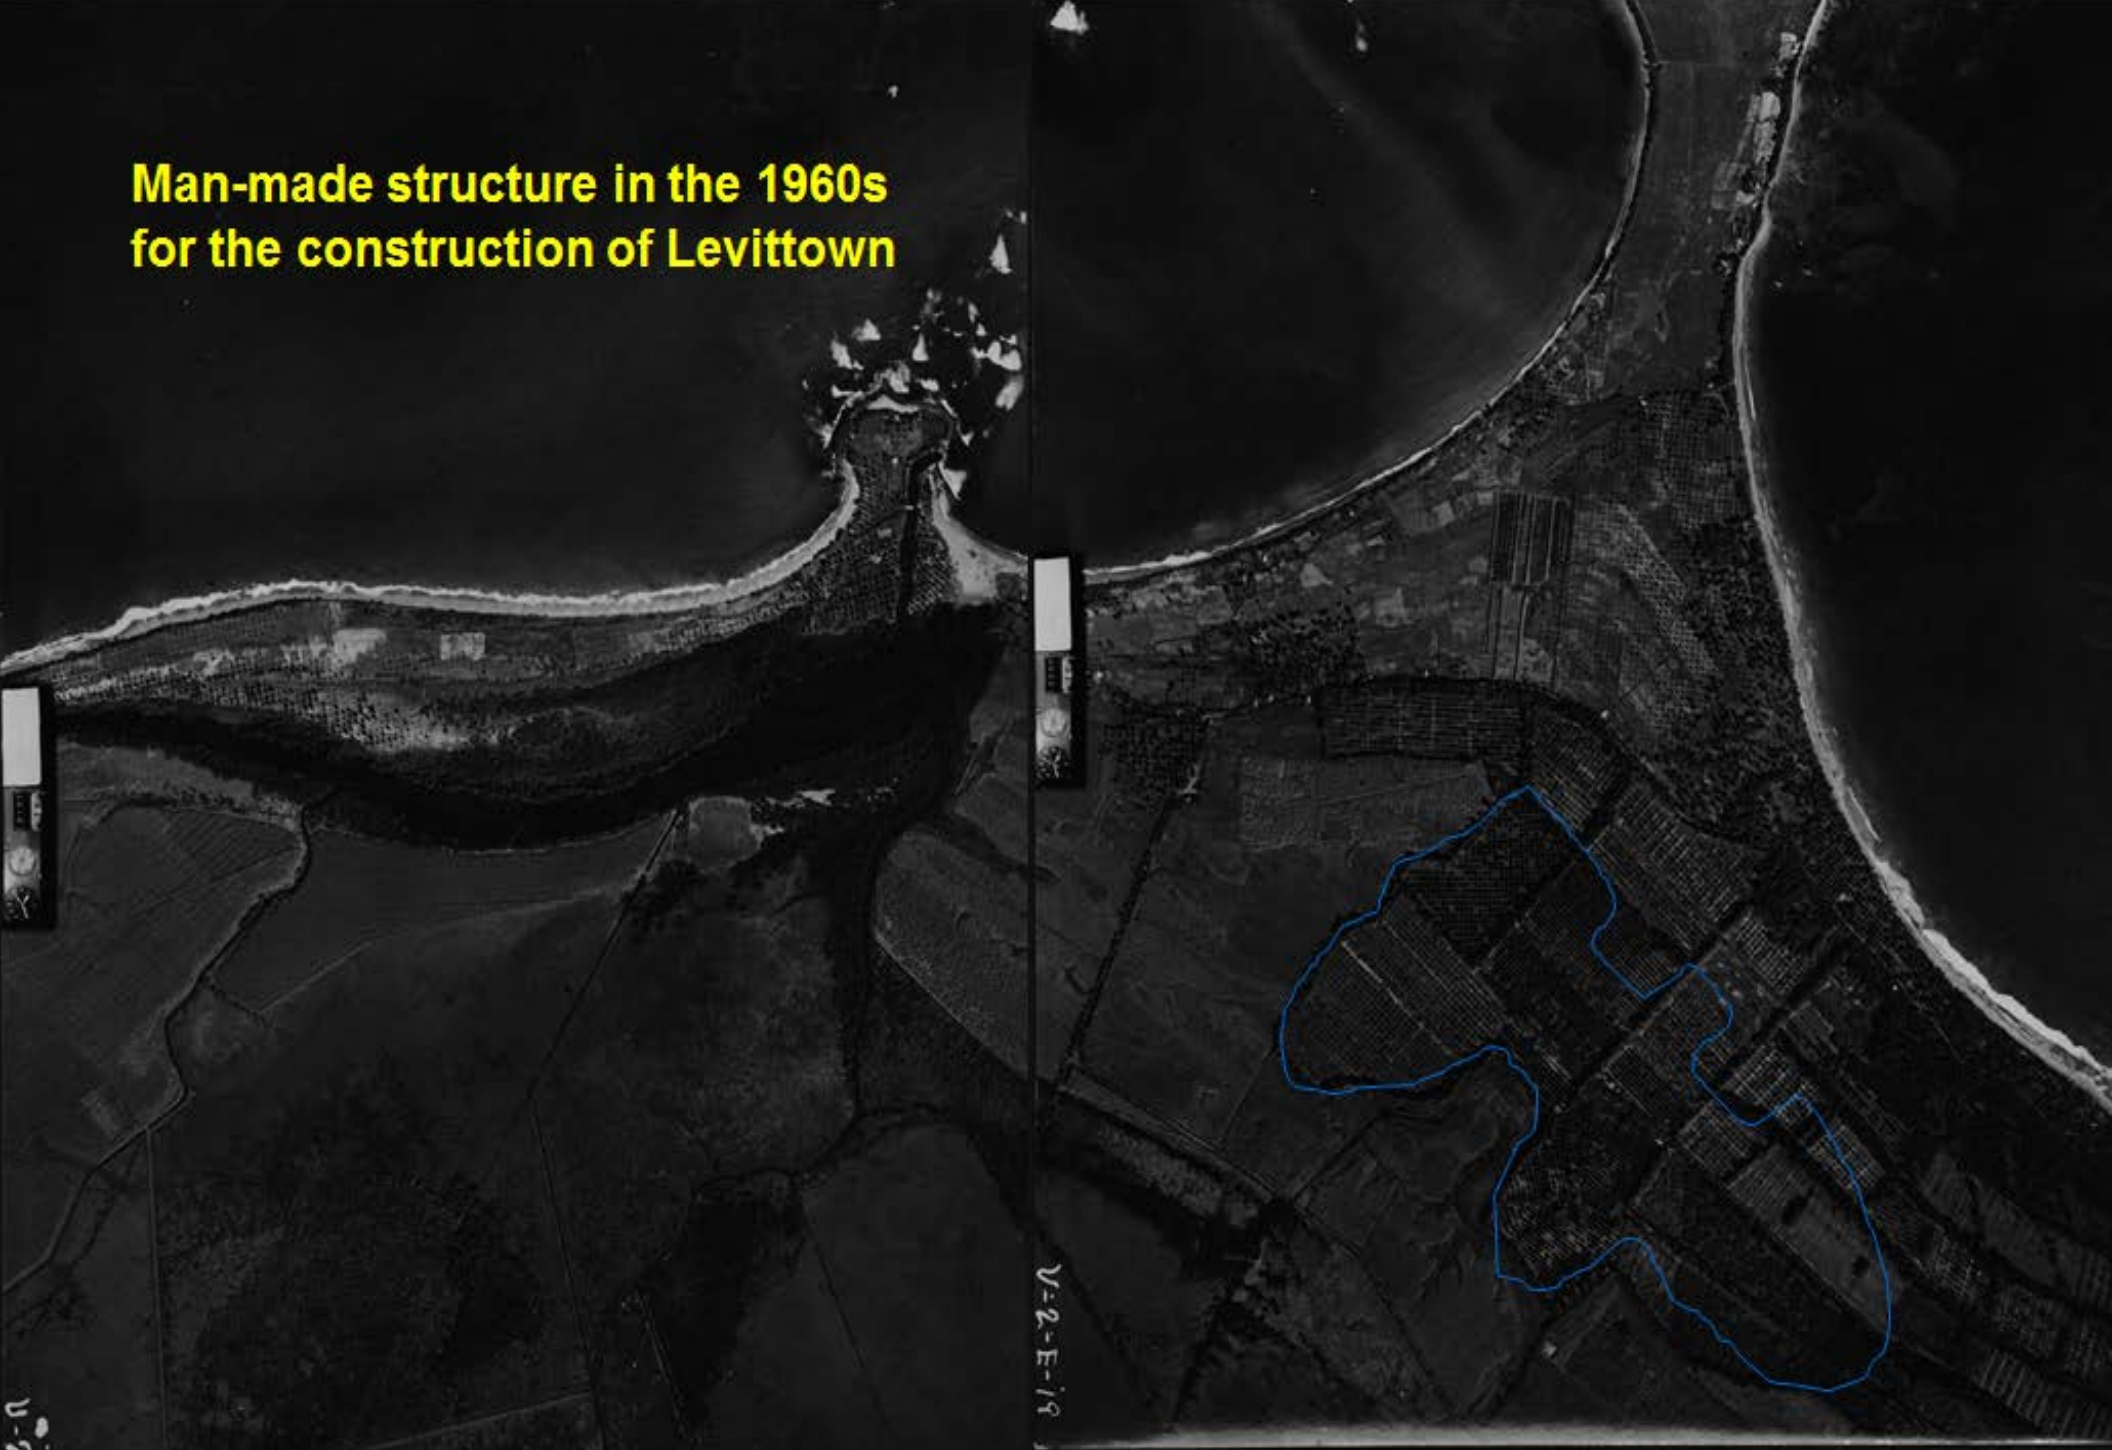 Man-made structure in the 1960s
for the construction of Levittown
V-2-E-19